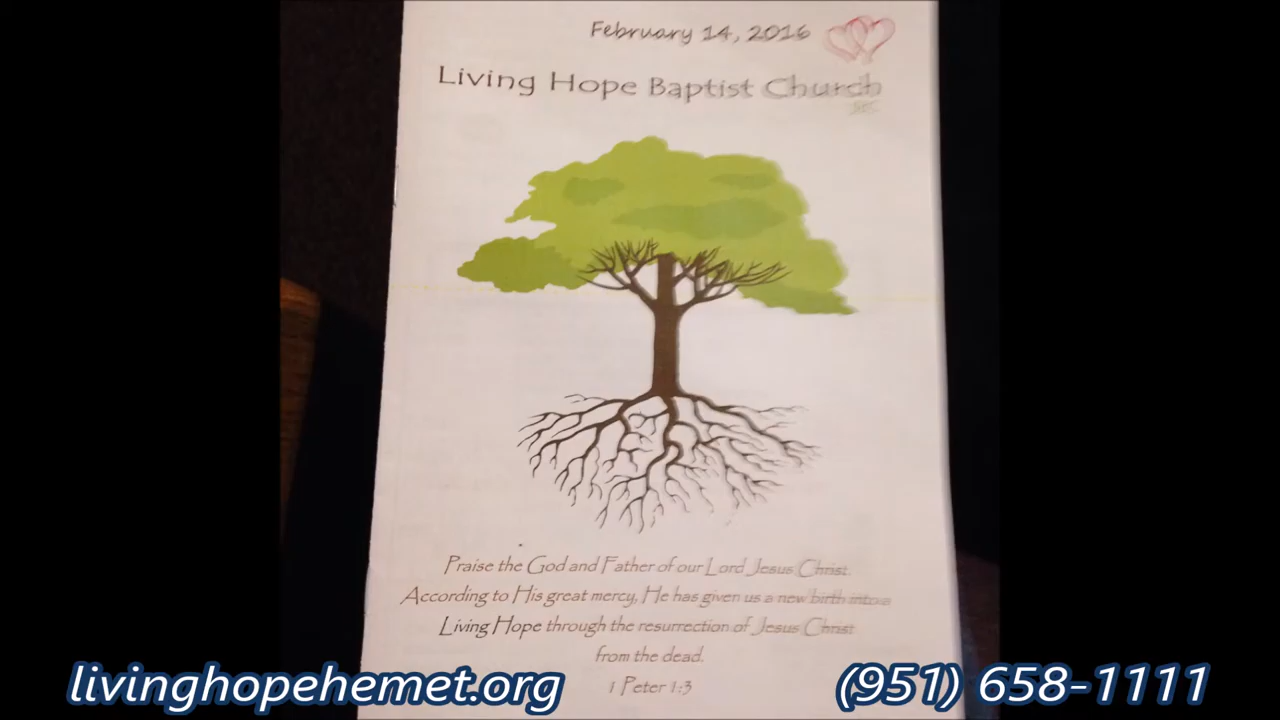 February 14, 2016
Living Hope Baptist Church
Praise the God and Father of our Lord Jesus Christ.
According to His great mercy, He has given us a new birth into a
Living Hope through the resurrection of Jesus Christ
from the dead.
1 Peter 1:3
livinghopehemet.org
(951) 658-1111